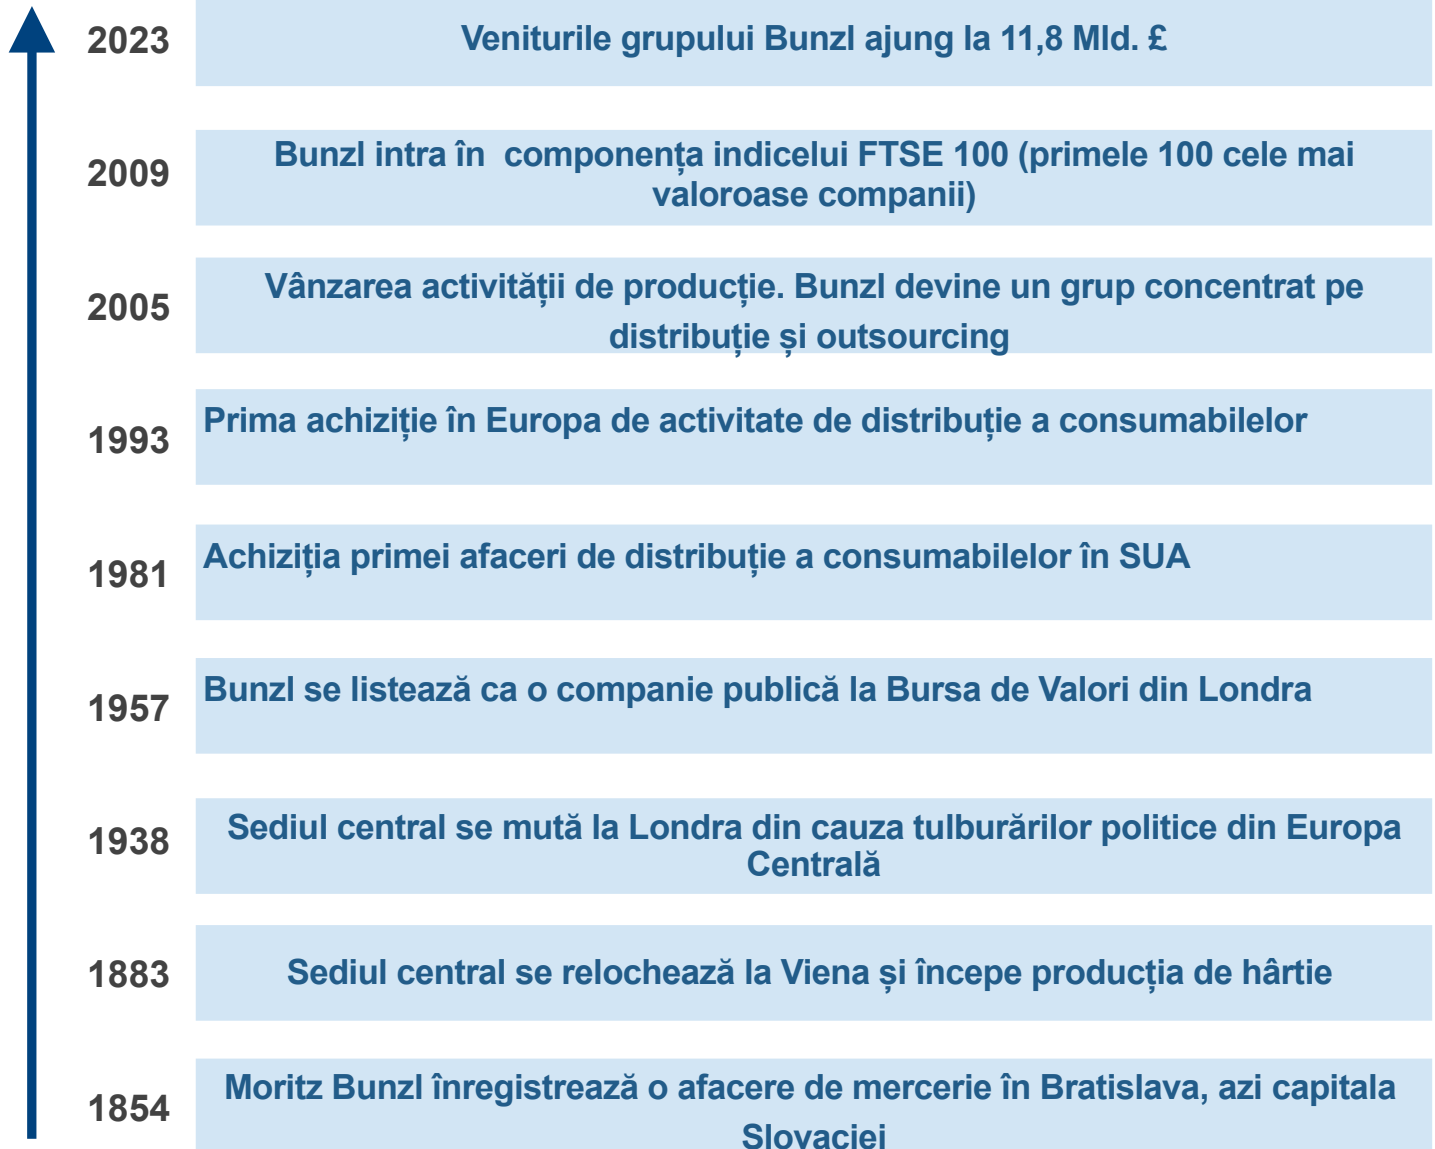 2023
Veniturile grupului Bunzl ajung la 11,8 Mld. £
2009
Bunzl intra în  componența indicelui FTSE 100 (primele 100 cele mai
valoroase companii)
2005
Vânzarea activității de producție. Bunzl devine un grup concentrat pe
distribuție și outsourcing
1993
Prima achiziție în Europa de activitate de distribuție a consumabilelor
1981
Achiziția primei afaceri de distribuție a consumabilelor în SUA
1957
Bunzl se listează ca o companie publică la Bursa de Valori din Londra
1938
Sediul central se mută la Londra din cauza tulburărilor politice din Europa
Centrală
1883
Sediul central se relochează la Viena și începe producția de hârtie
1854
Moritz Bunzl înregistrează o afacere de mercerie în Bratislava, azi capitala
Slovaciei